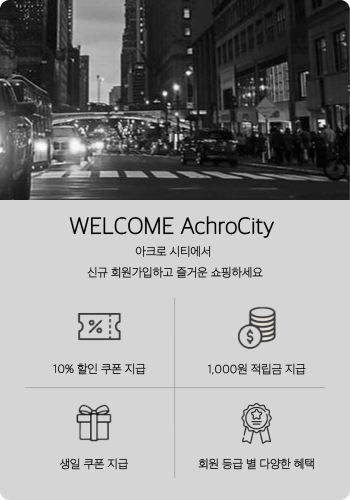 WELCOME AchroCity
아크로 시티에서
신규 회원가입하고 즐거운 쇼핑하세요
%
$
10% 할인 쿠폰 지급
1,000원 적립금 지급
생일 쿠폰 지급
회원 등급 별 다양한 혜택